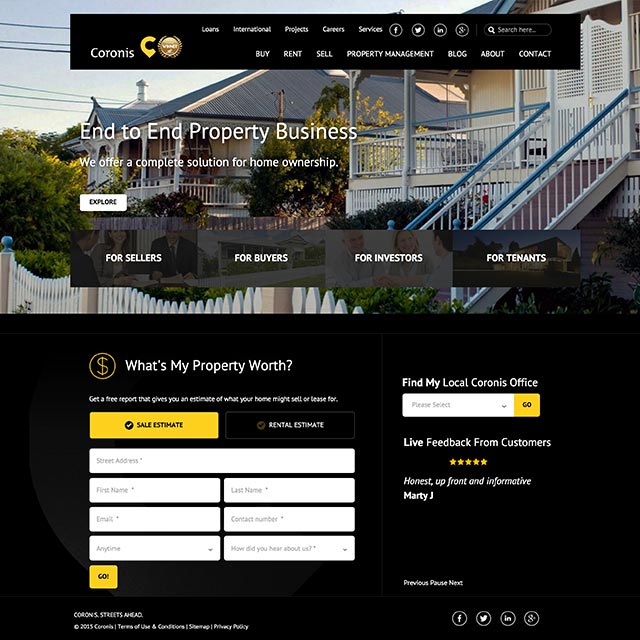 Loans International Projects Careers Services Search here...
Coronis
WINNER
BUY RENT SELL PROPERTY MANAGEMENT BLOG ABOUT CONTACT
End to End Property Business
We offer a complete solution for home ownership.
EXPLORE
FOR SELLERS FOR BUYERS FOR INVESTORS FOR TENANTS
What's My Property Worth?
Get a free report that gives you an estimate of what your home might sell or lease for.
SALE ESTIMATE RENTAL ESTIMATE
Street Address *
First Name * Last Name *
Email * Contact number *
Anytime How did you hear about us? *
GO!
Find My Local Coronis Office
Please Select GO
Live Feedback From Customers
Honest, up front and informative
Marty J
Previous Pause Next
CORONIS, STREETS AHEAD.
© 2015 Coronis | Terms of Use & Conditions | Sitemap | Privacy Policy